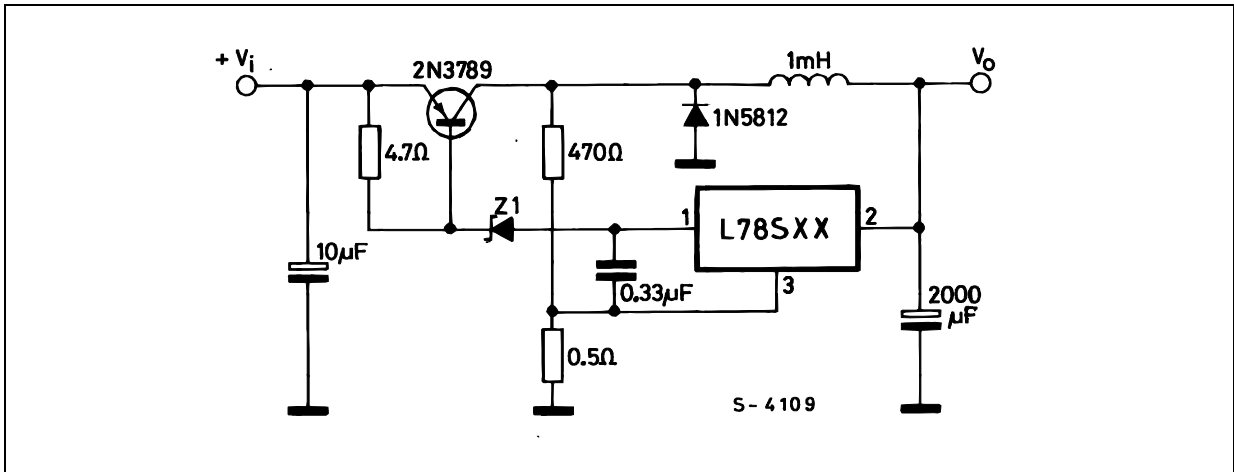 + Vi
2N3789
1mH
Vo
1N5812
4.7Ω
470Ω
Z1
1
L78SXX
2
10µF
0.33µF
3
2000
µF
0.5Ω
S-4109